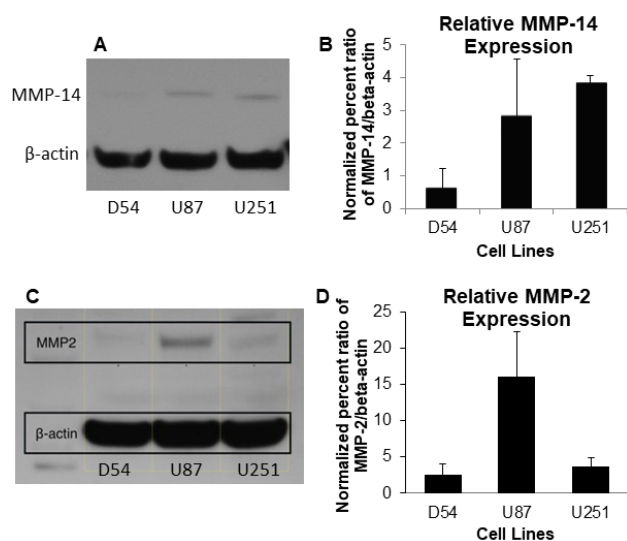 A
MMP-14
β-actin
D54 U87 U251
B
Relative MMP-14
Expression
Normalized percent ratio
of MMP-14/beta-actin
5
4
3
2
1
0
D54 U87 U251
Cell Lines
C
MMP2
β-actin
D54 U87 U251
D
Relative MMP-2
Expression
Normalized percent ratio of
MMP-2/beta-actin
25
20
15
10
5
0
D54 U87 U251
Cell Lines